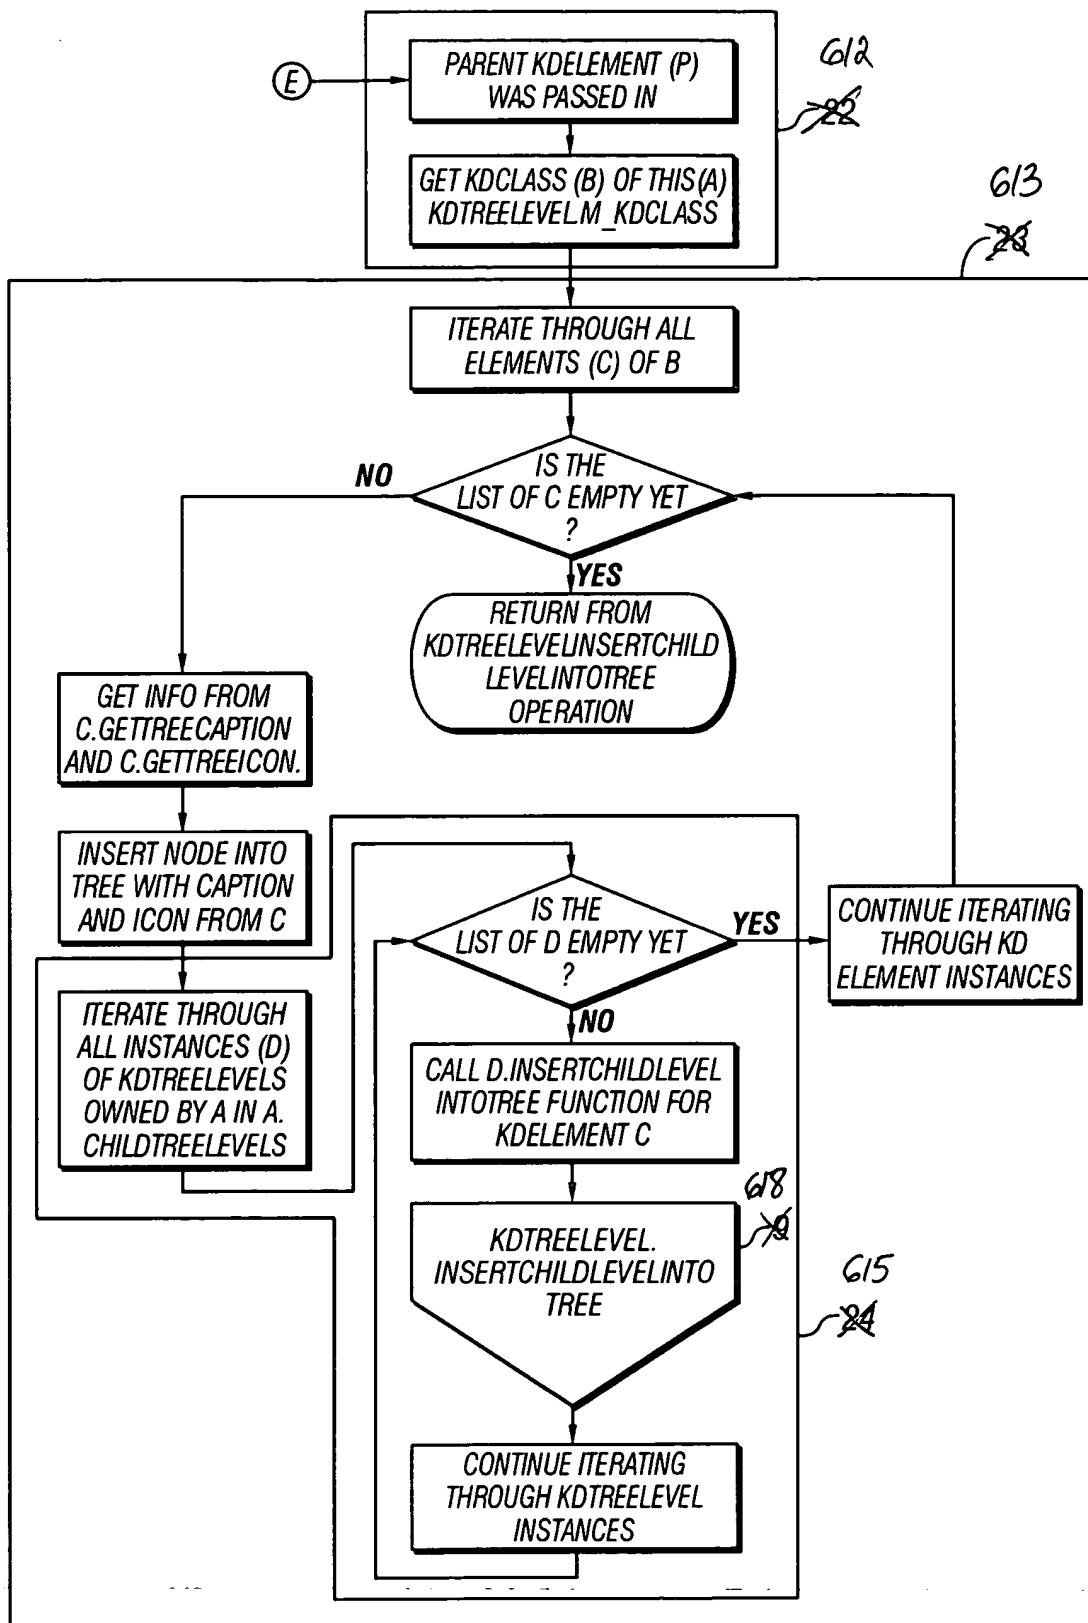 612
PARENT KDELEMENT (P)
WAS PASSED IN
E
22
GET KDCLASS (B) OF THIS (A)
KDTREELEVEL.M_KDCLASS
613
23
ITERATE THROUGH ALL
ELEMENTS (C) OF B
IS THE
LIST OF C EMPTY YET
?
NO
YES
RETURN FROM
KDTREELEVEL.INSERTCHILD
LEVELINTOTREE
OPERATION
GET INFO FROM
C.GETTREECAPTION
AND C.GETTREEICON.
INSERT NODE INTO
TREE WITH CAPTION
AND ICON FROM C
IS THE
LIST OF D EMPTY YET
?
YES
NO
CONTINUE ITERATING
THROUGH KD
ELEMENT INSTANCES
ITERATE THROUGH
ALL INSTANCES (D)
OF KDTREELEVELS
OWNED BY A IN A.
CHILDTREELEVELS
CALL D.INSERTCHILDLEVEL
INTOTREE FUNCTION FOR
KDELEMENT C
618
9
KDTREELEVEL.
INSERTCHILDLEVELINTO
TREE
615
24
CONTINUE ITERATING
THROUGH KDTREELEVEL
INSTANCES